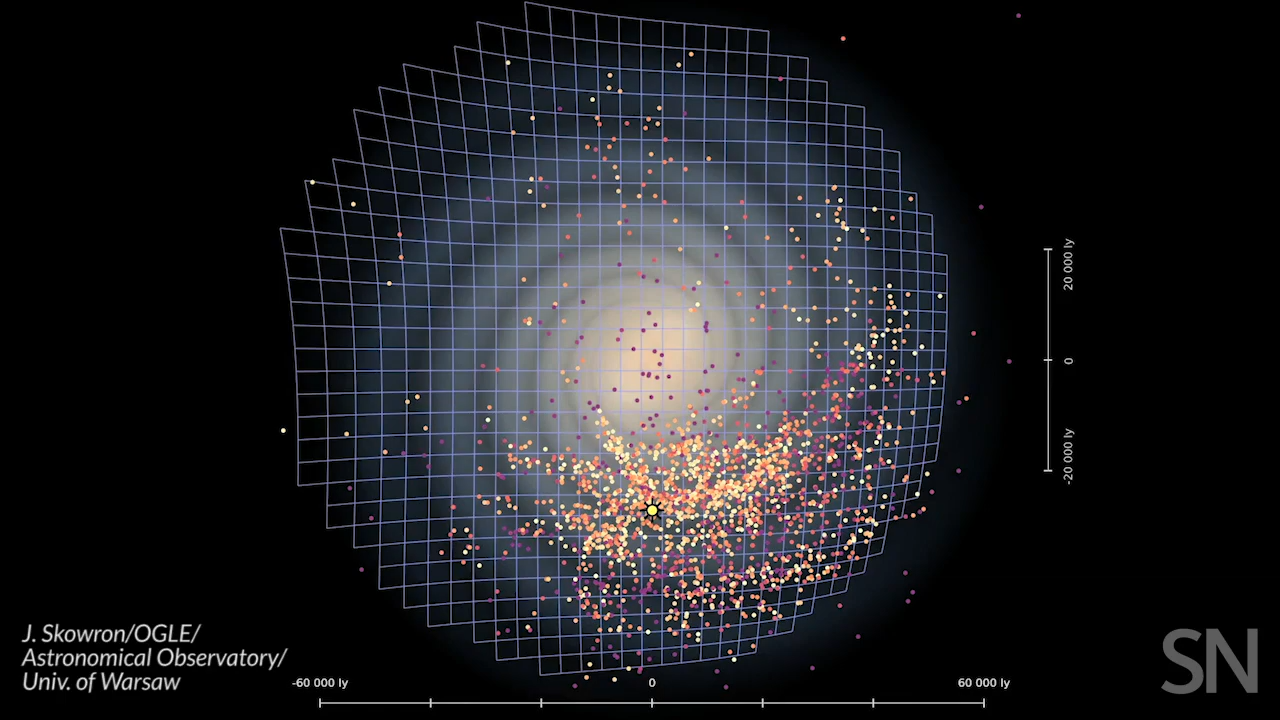 20 000 ly
0
-20 000 ly
J. Skowron/OGLE/
Astronomical Observatory/
Univ. of Warsaw
SN
-60 000 ly
0
60 000 ly